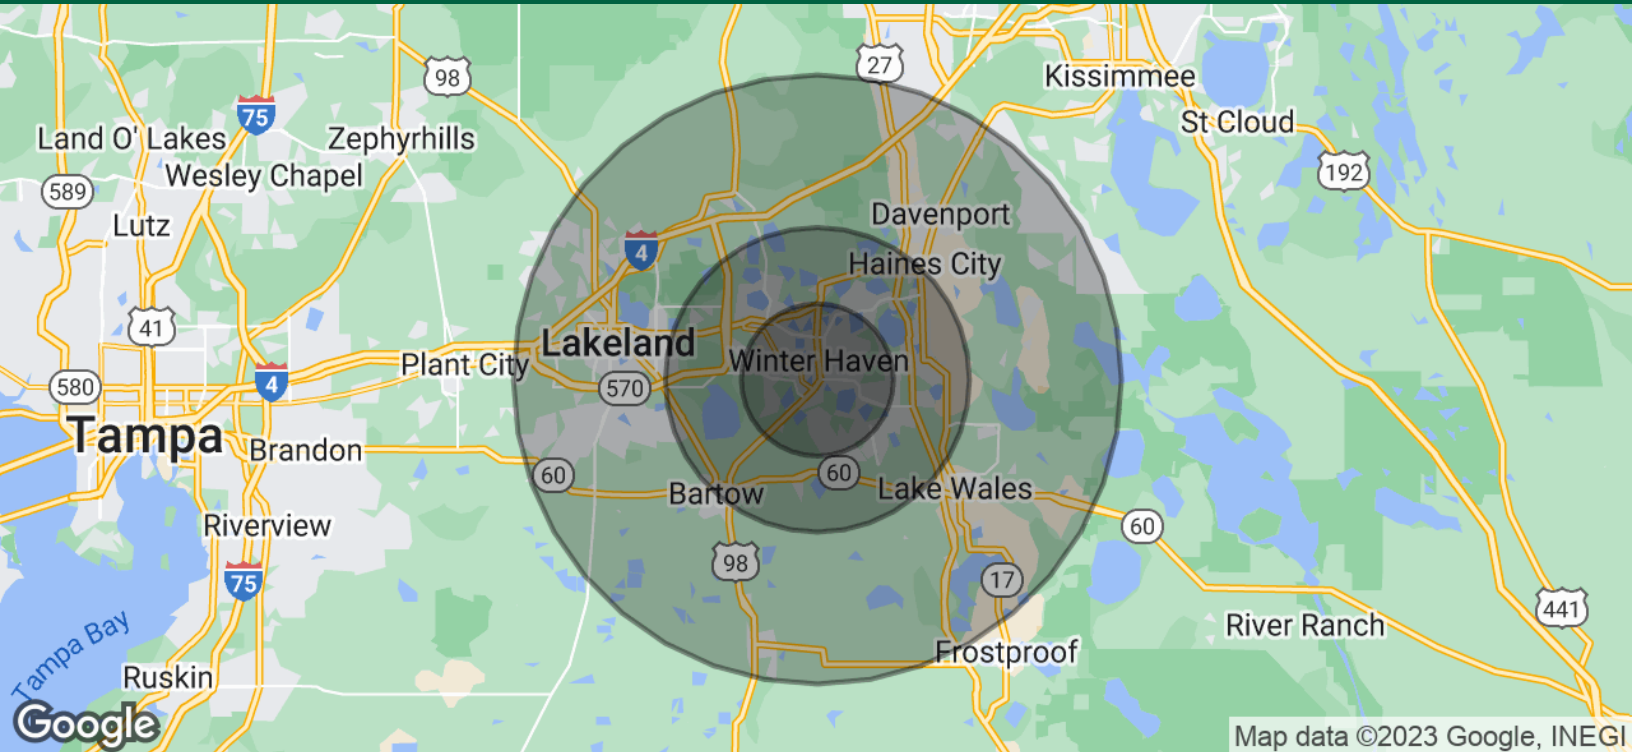 27
Kissimmee
98
75
St Cloud
Land O' Lakes
Zephyrhills
192
Wesley Chapel
589
Davenport
Lutz
4
Haines City
41
Lakeland
Winter Haven
Plant City
4
580
570
Tampa
Brandon
60
60
Lake Wales
Bartow
60
Riverview
98
75
17
441
River Ranch
Tampa Bay
Frostproof
Ruskin
Google
Map data ©2023 Google, INEGI